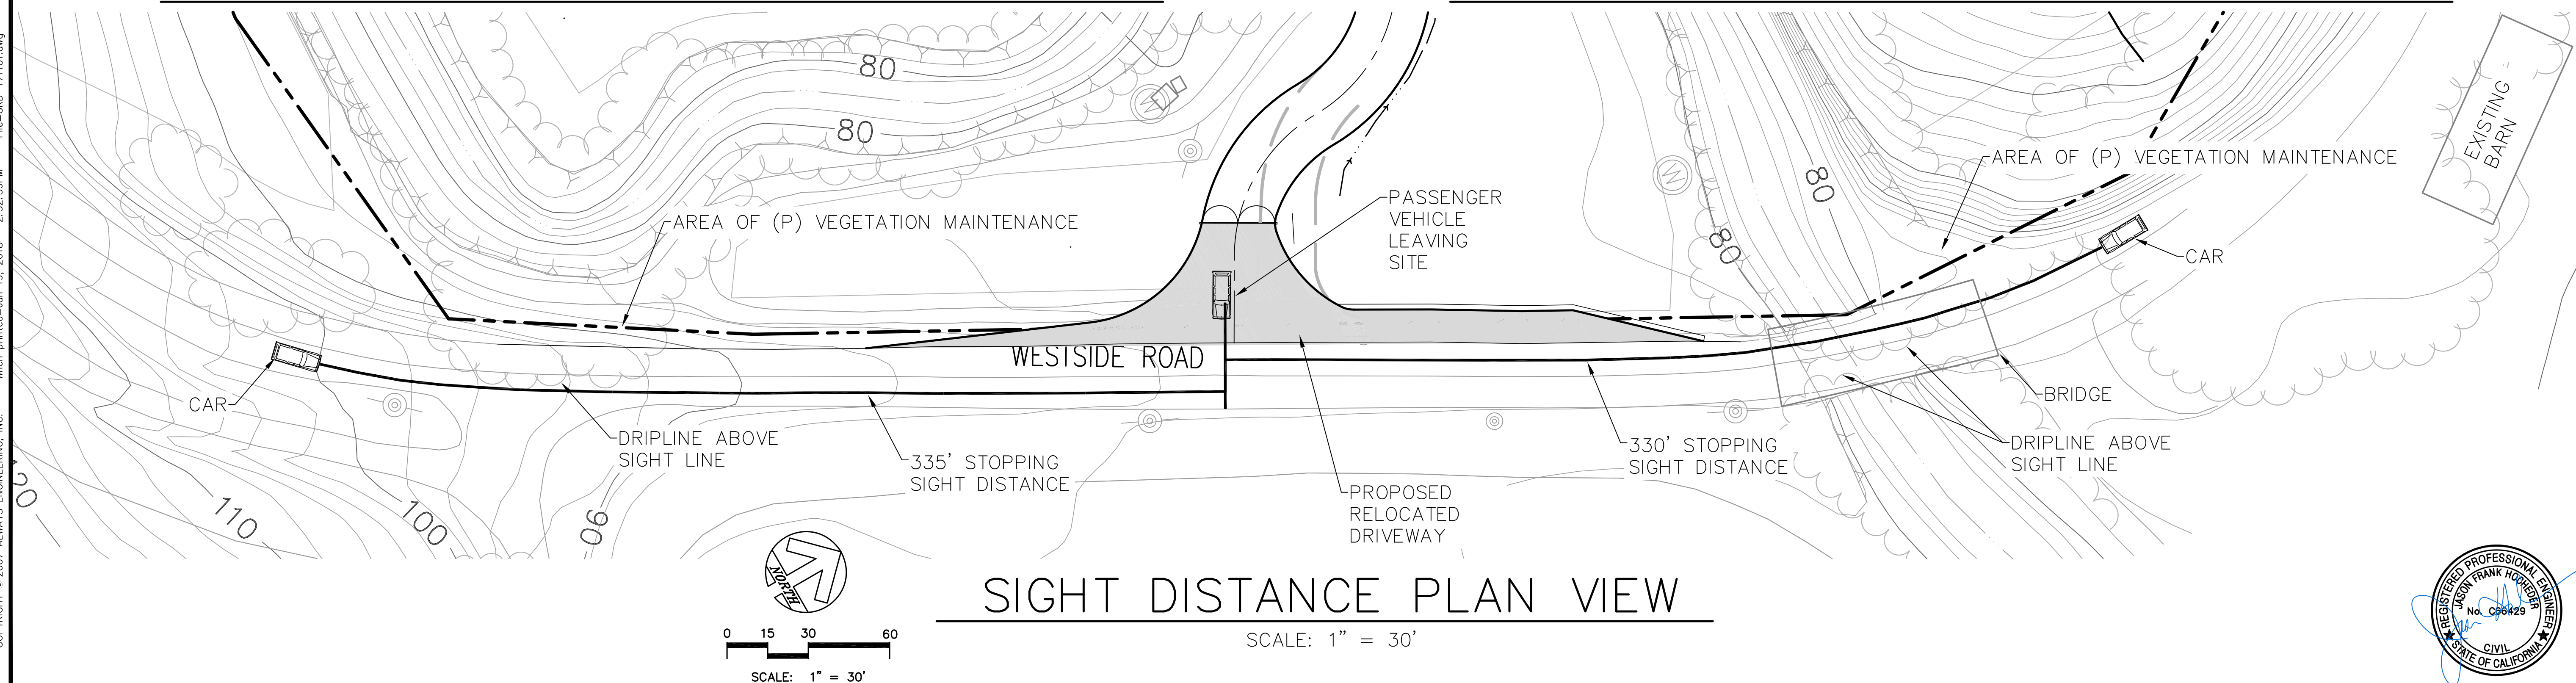 80
80
80
80
EXISTING
BARN
AREA OF (P) VEGETATION MAINTENANCE
PASSENGER
VEHICLE
LEAVING
SITE
AREA OF (P) VEGETATION MAINTENANCE
CAR
WESTSIDE ROAD
CAR
BRIDGE
DRIPLINE ABOVE
SIGHT LINE
335' STOPPING
SIGHT DISTANCE
330' STOPPING
SIGHT DISTANCE
DRIPLINE ABOVE
SIGHT LINE
PROPOSED
RELOCATED
DRIVEWAY
110
100
90
NORTH
SIGHT DISTANCE PLAN VIEW
SCALE: 1" = 30'
0 15 30 60
SCALE: 1" = 30'
REGISTERED PROFESSIONAL ENGINEER
JASON FRANK HOCHEDER
No. C66429
CIVIL
STATE OF CALIFORNIA